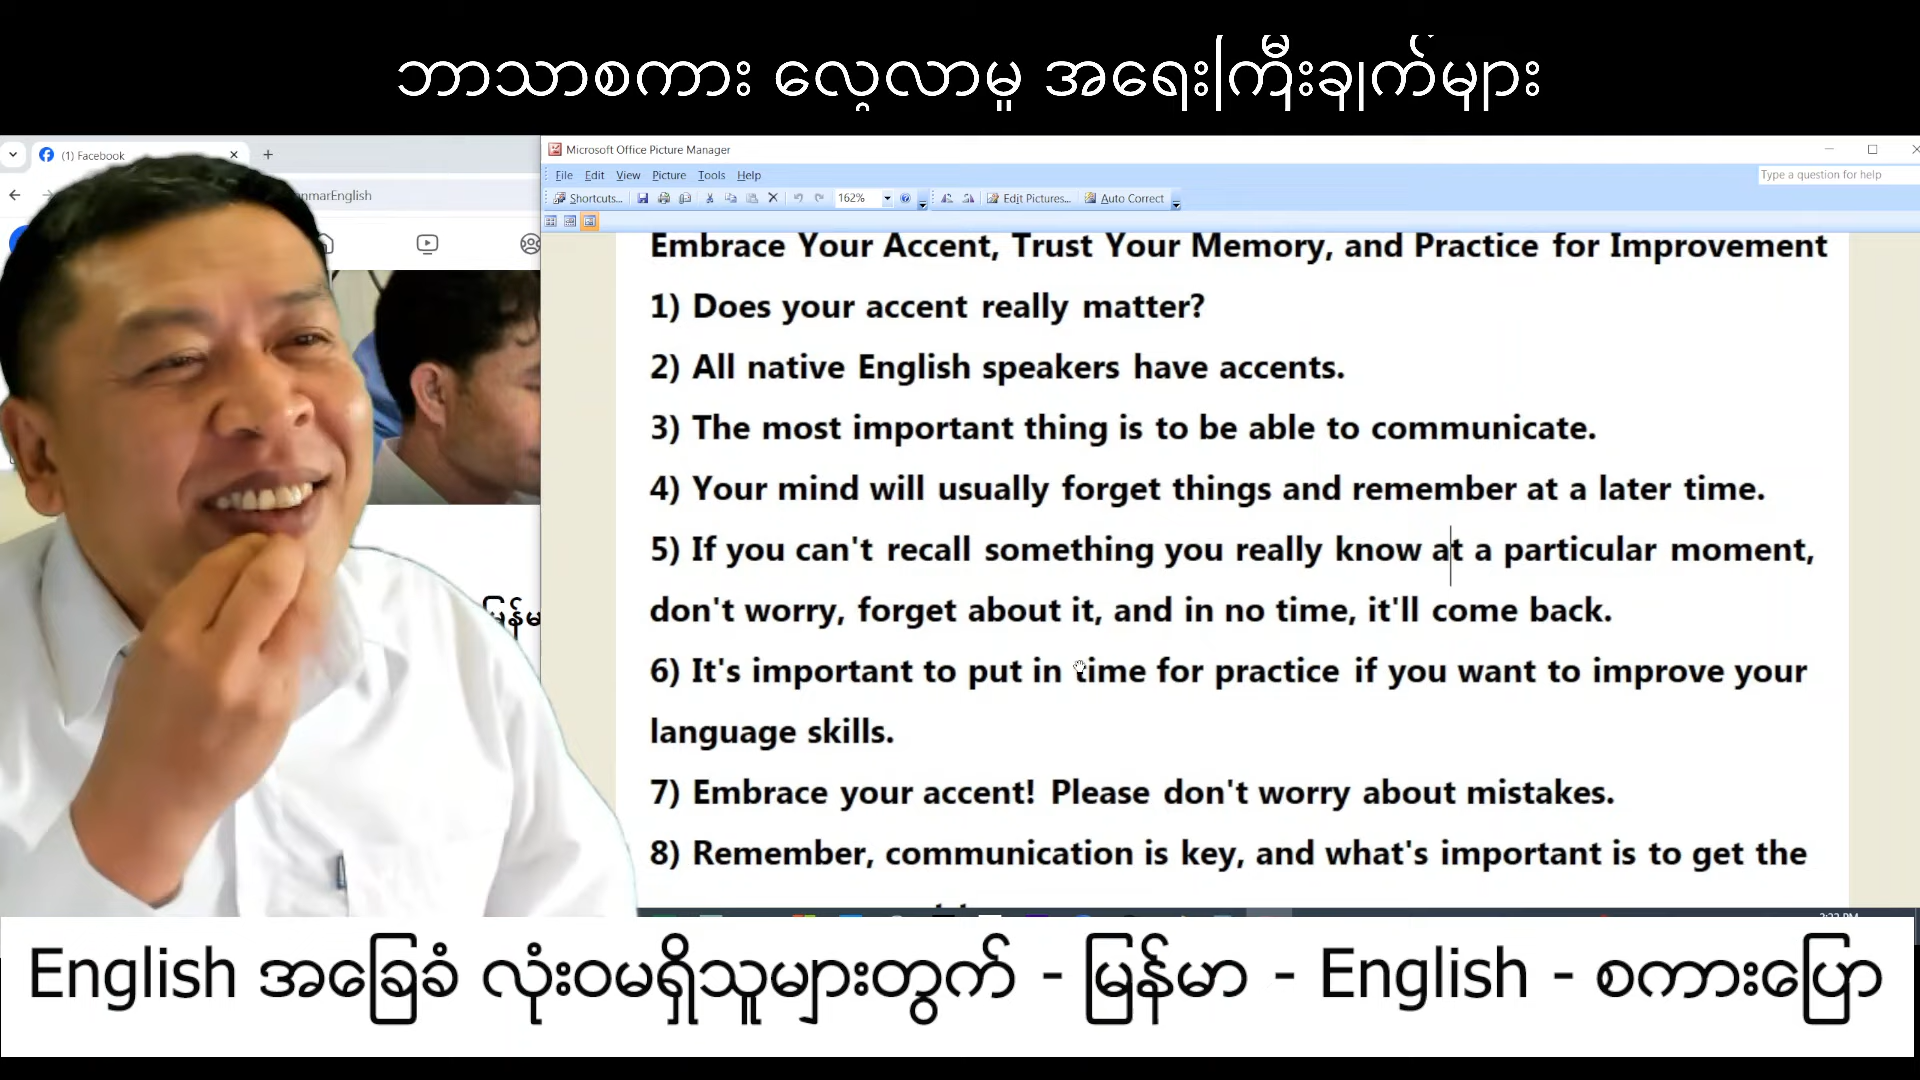 ဘာသာစကား လေ့လာမှု အရေးကြီးချက်များ
(1) Facebook
nmarEnglish
Microsoft Office Picture Manager
File Edit View Picture Tools Help
Type a question for help
Shortcuts... 162% Edit Pictures... Auto Correct
Embrace Your Accent, Trust Your Memory, and Practice for Improvement
1) Does your accent really matter?
2) All native English speakers have accents.
3) The most important thing is to be able to communicate.
4) Your mind will usually forget things and remember at a later time.
5) If you can't recall something you really know at a particular moment,
don't worry, forget about it, and in no time, it'll come back.
6) It's important to put in time for practice if you want to improve your
language skills.
7) Embrace your accent! Please don't worry about mistakes.
8) Remember, communication is key, and what's important is to get the
မြန်မ
English အခြေခံ လုံးဝမရှိသူများတွက် - မြန်မာ - English - စကားပြော